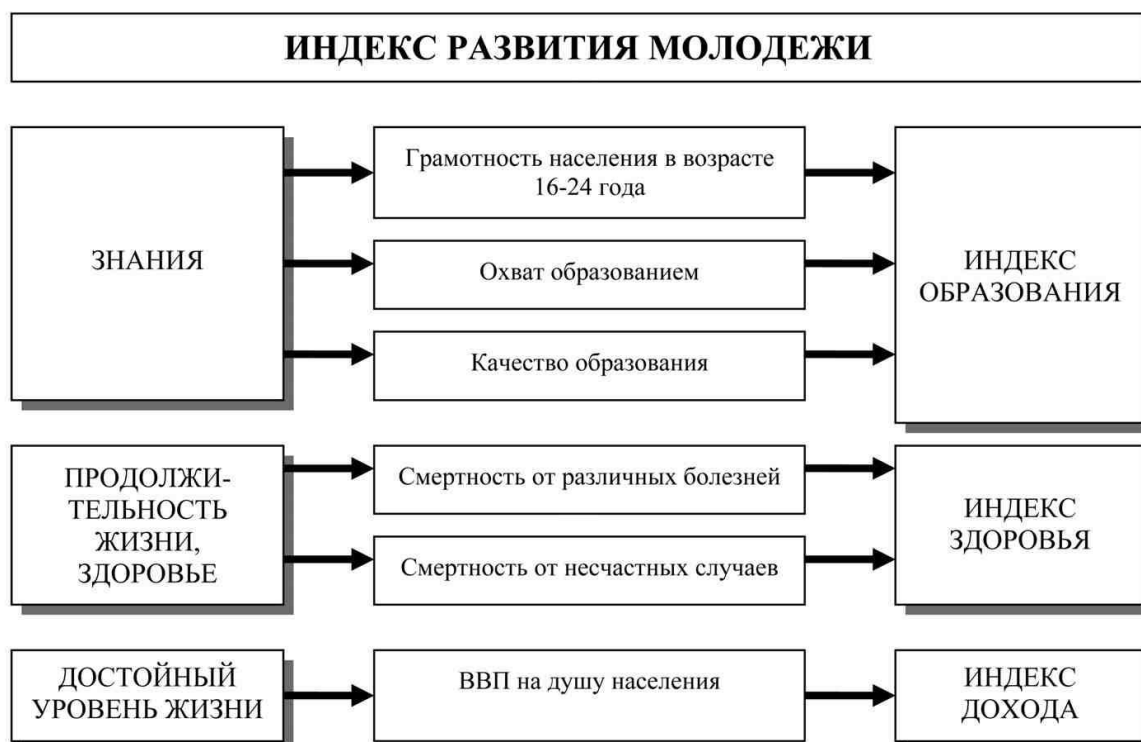 ИНДЕКС РАЗВИТИЯ МОЛОДЕЖИ
ЗНАНИЯ
Грамотность населения в возрасте
16-24 года
Охват образованием
Качество образования
ИНДЕКС
ОБРАЗОВАНИЯ
ПРОДОЛЖИ-
ТЕЛЬНОСТЬ
ЖИЗНИ,
ЗДОРОВЬЕ
Смертность от различных болезней
Смертность от несчастных случаев
ИНДЕКС
ЗДОРОВЬЯ
ДОСТОЙНЫЙ
УРОВЕНЬ ЖИЗНИ
ВВП на душу населения
ИНДЕКС
ДОХОДА